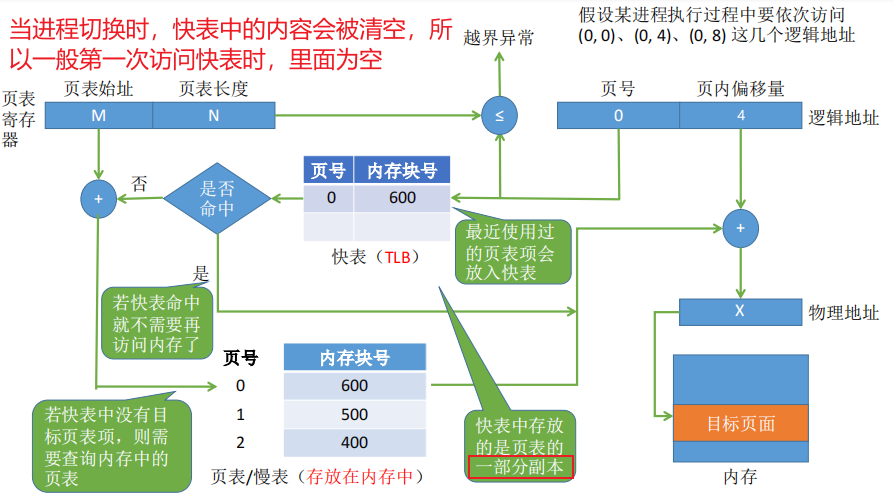 当进程切换时，快表中的内容会被清空，所
以一般第一次访问快表时，里面为空
越界异常
假设某进程执行过程中要依次访问
(0, 0)、(0, 4)、(0, 8) 这几个逻辑地址
页表始址
页表长度
页号
页内偏移量
页表
寄存
器
M
N
≤
0
4
逻辑地址
否
是否
命中
+
页号
内存块号
0
600
+
最近使用过
的页表项会
放入快表
快表（TLB）
是
若快表命中
就不需要再
访问内存了
X
物理地址
页号
内存块号
0
600
1
500
2
400
若快表中没有目
标页表项，则需
要查询内存中的
页表
快表中存放
的是页表的
一部分副本
目标页面
页表/慢表（存放在内存中）
内存